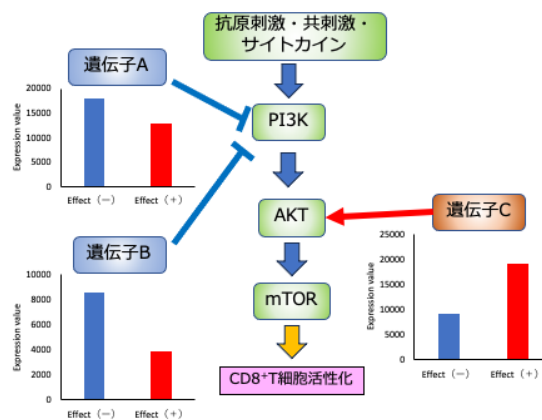 抗原刺激・共刺激・
サイトカイン
遺伝子A
Expression value
20000
15000
10000
5000
0
Effect（—）
Effect（+）
PI3K
AKT
遺伝子C
Expression value
25000
20000
15000
10000
5000
0
Effect（—）
Effect（+）
遺伝子B
Expression value
10000
8000
6000
4000
2000
0
Effect（—）
Effect（+）
mTOR
CD8⁺T細胞活性化